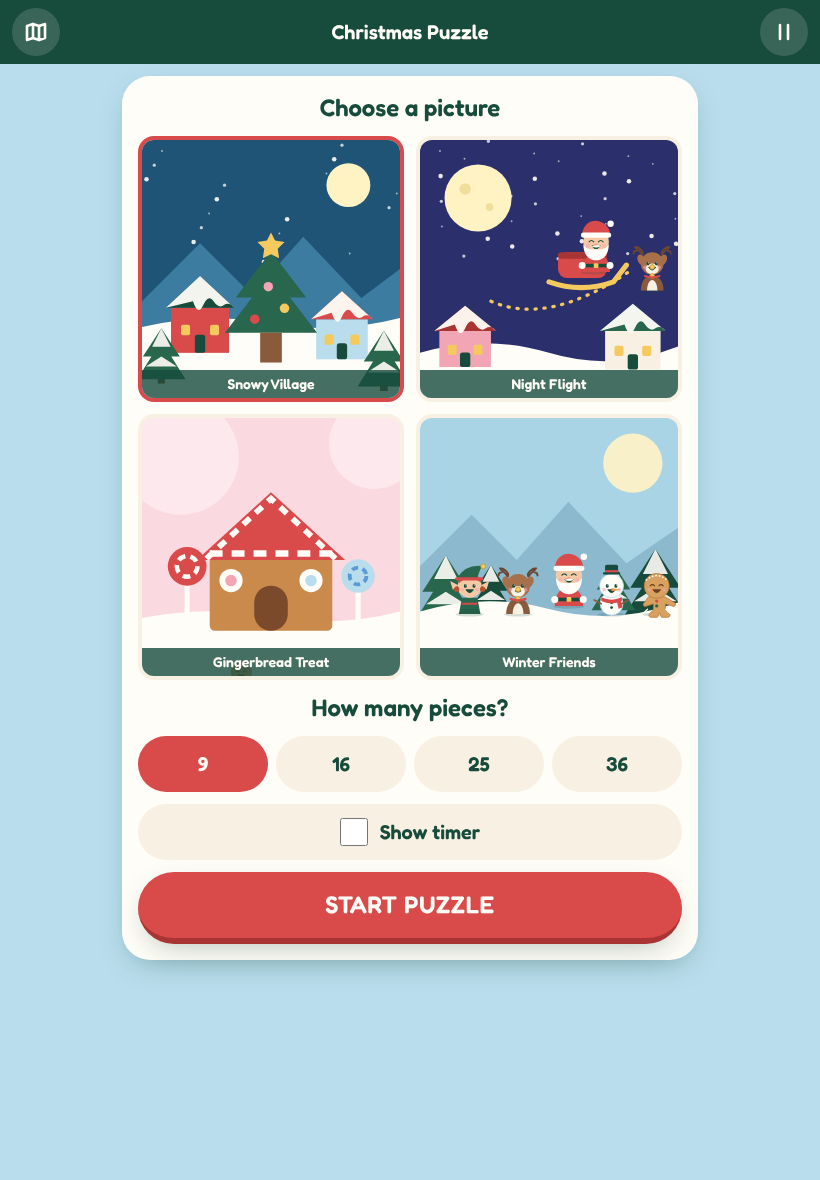 Christmas Puzzle
Choose a picture
Snowy Village
Night Flight
Gingerbread Treat
Winter Friends
How many pieces?
9
16
25
36
Show timer
START PUZZLE